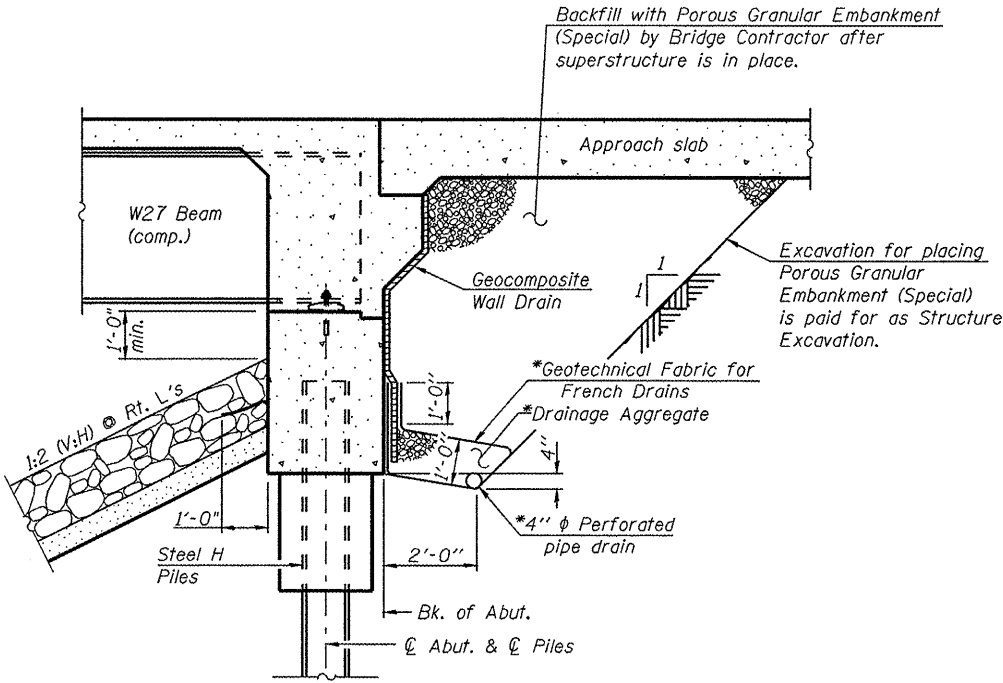 Backfill with Porous Granular Embankment
(Special) by Bridge Contractor after
superstructure is in place.
Approach slab
W27 Beam
(comp.)
Geocomposite
Wall Drain
1
1
Excavation for placing
Porous Granular
Embankment (Special)
is paid for as Structure
Excavation.
1'-0"
min.
*Geotechnical Fabric for
French Drains
*Drainage Aggregate
1'-0"
1'-0"
4"
1:2 (V:H) @ Rt. L's
1'-0"
*4" ϕ Perforated
pipe drain
2'-0"
Steel H
Piles
Bk. of Abut.
℄ Abut. & ℄ Piles